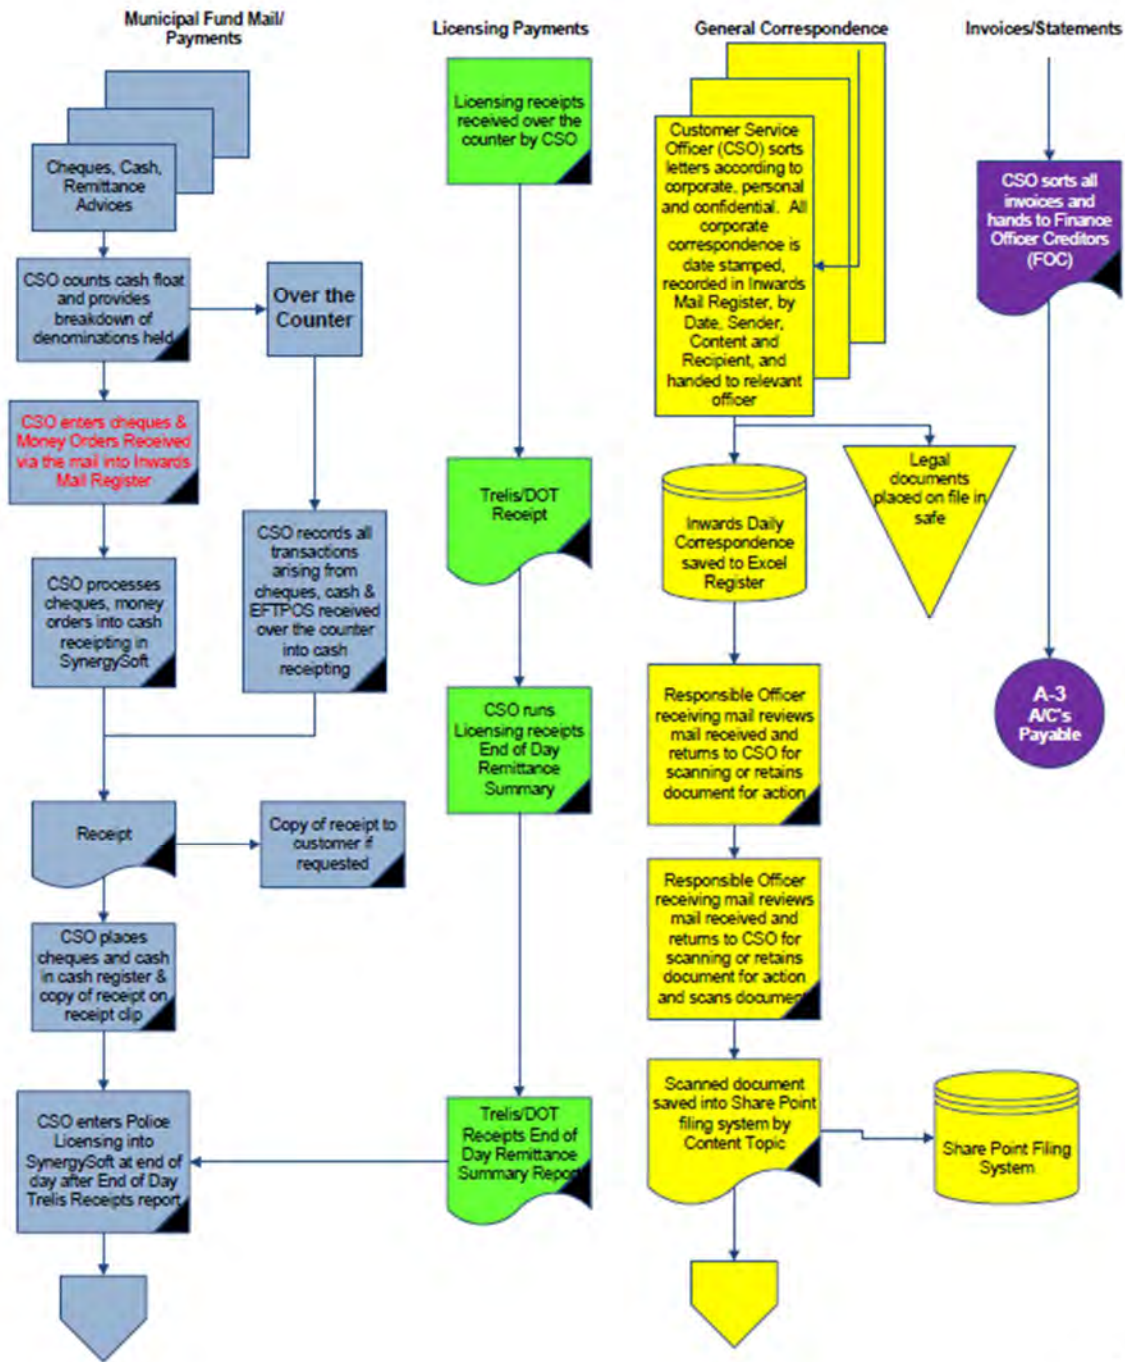 Municipal Fund Mail/
Payments
Licensing Payments
General Correspondence
Invoices/Statements
Cheques, Cash,
Remittance
Advices
CSO counts cash float
and provides
breakdown of
denominations held
Over the
Counter
CSO enters cheques &
Money Orders Received
via the mail into Inwards
Mail Register
CSO processes
cheques, money
orders into cash
receipting in
SynergySoft
CSO records all
transactions
arising from
cheques, cash &
EFTPOS received
over the counter
into cash
receipting
Receipt
Copy of receipt to
customer if
requested
CSO places
cheques and cash
in cash register &
copy of receipt on
receipt clip
CSO enters Police
Licensing into
SynergySoft at end of
day after End of Day
Trelis Receipts report
Licensing receipts
received over the
counter by CSO
Trelis/DOT
Receipt
CSO runs
Licensing receipts
End of Day
Remittance
Summary
Trelis/DOT
Receipts End of
Day Remittance
Summary Report
Customer Service
Officer (CSO) sorts
letters according to
corporate, personal
and confidential. All
corporate
correspondence is
date stamped,
recorded in Inwards
Mail Register, by
Date, Sender,
Content and
Recipient, and
handed to relevant
officer
Legal
documents
placed on file in
safe
Inwards Daily
Correspondence
saved to Excel
Register
Responsible Officer
receiving mail reviews
mail received and
returns to CSO for
scanning or retains
document for action
Responsible Officer
receiving mail reviews
mail received and
returns to CSO for
scanning or retains
document for action
and scans document
Scanned document
saved into Share Point
filing system by
Content Topic
Share Point Filing
System
CSO sorts all
invoices and
hands to Finance
Officer Creditors
(FOC)
A-3
A/C's
Payable